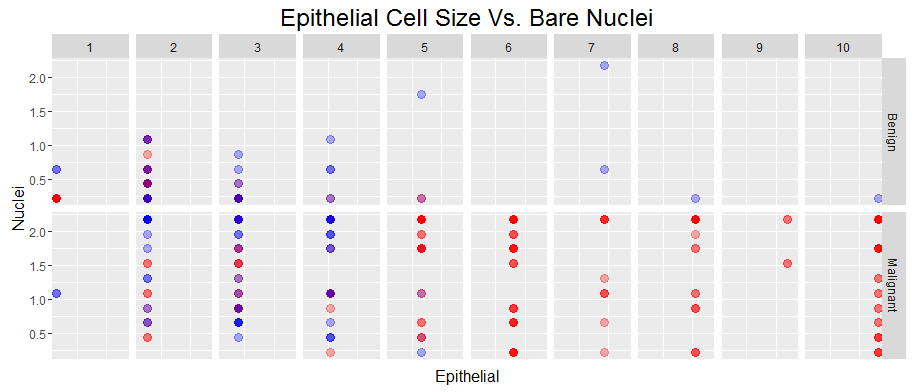 Epithelial Cell Size Vs. Bare Nuclei
1 2 3 4 5 6 7 8 9 10
2.0
1.5
1.0
0.5
Benign
Nuclei
2.0
1.5
1.0
0.5
Malignant
Epithelial